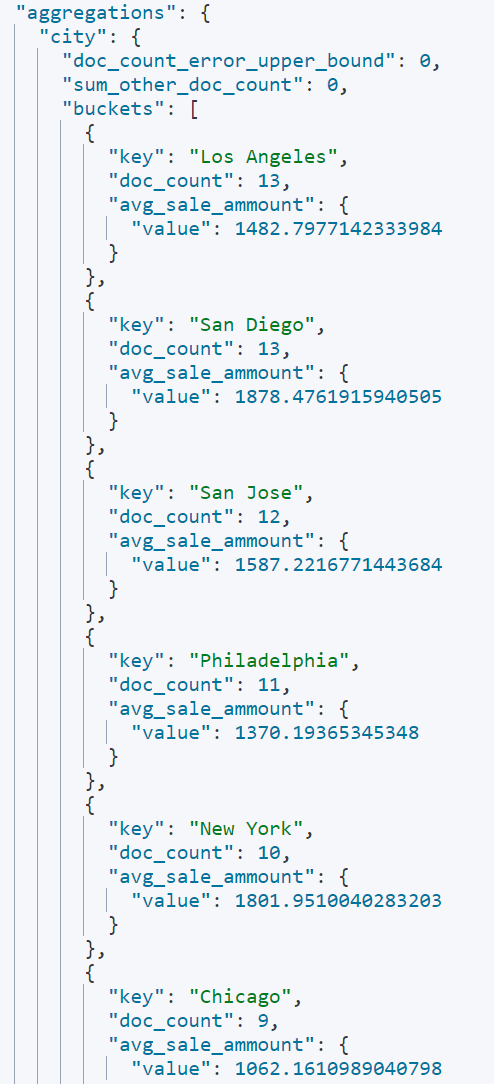 "aggregations": {
"city": {
"doc_count_error_upper_bound": 0,
"sum_other_doc_count": 0,
"buckets": [
{
"key": "Los Angeles",
"doc_count": 13,
"avg_sale_ammount": {
"value": 1482.7977142333984
}
},
{
"key": "San Diego",
"doc_count": 13,
"avg_sale_ammount": {
"value": 1878.4761915940505
}
},
{
"key": "San Jose",
"doc_count": 12,
"avg_sale_ammount": {
"value": 1587.2216771443684
}
},
{
"key": "Philadelphia",
"doc_count": 11,
"avg_sale_ammount": {
"value": 1370.19365345348
}
},
{
"key": "New York",
"doc_count": 10,
"avg_sale_ammount": {
"value": 1801.9510040283203
}
},
{
"key": "Chicago",
"doc_count": 9,
"avg_sale_ammount": {
"value": 1062.1610989040798